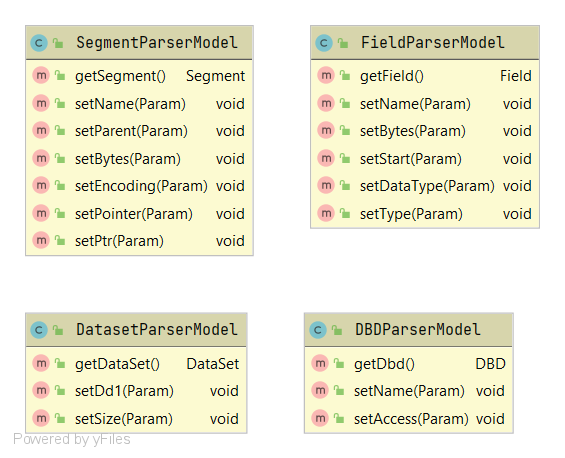 SegmentParserModel
getSegment() Segment
setName(Param) void
setParent(Param) void
setBytes(Param) void
setEncoding(Param) void
setPointer(Param) void
setPtr(Param) void
FieldParserModel
getField() Field
setName(Param) void
setBytes(Param) void
setStart(Param) void
setDataType(Param) void
setType(Param) void
DatasetParserModel
getDataSet() DataSet
setDd1(Param) void
setSize(Param) void
DBDParserModel
getDbd() DBD
setName(Param) void
setAccess(Param) void
Powered by yFiles